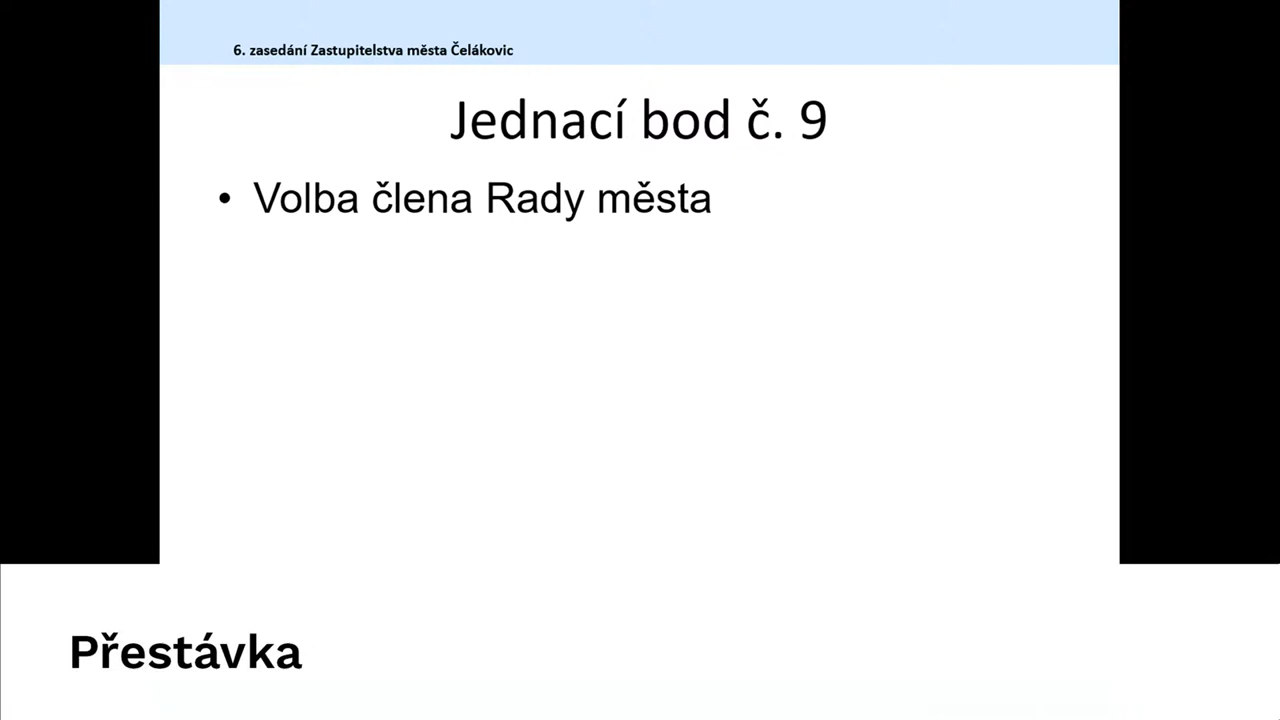 6. zasedání Zastupitelstva města Čelákovic
Jednací bod č. 9
• Volba člena Rady města
Přestávka